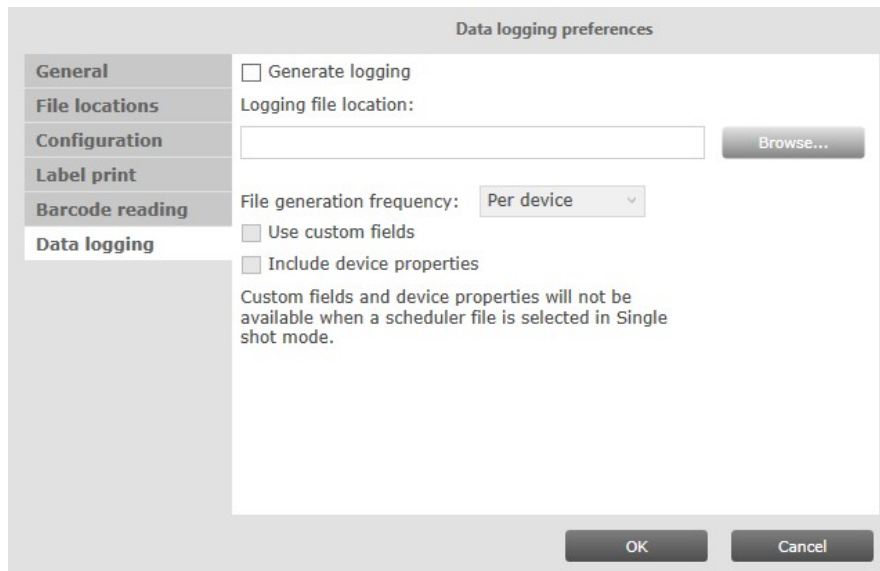 Data logging preferences
General
File locations
Configuration
Label print
Barcode reading
Data logging
Generate logging
Logging file location:
Browse...
File generation frequency: Per device
Use custom fields
Include device properties
Custom fields and device properties will not be
available when a scheduler file is selected in Single
shot mode.
OK
Cancel